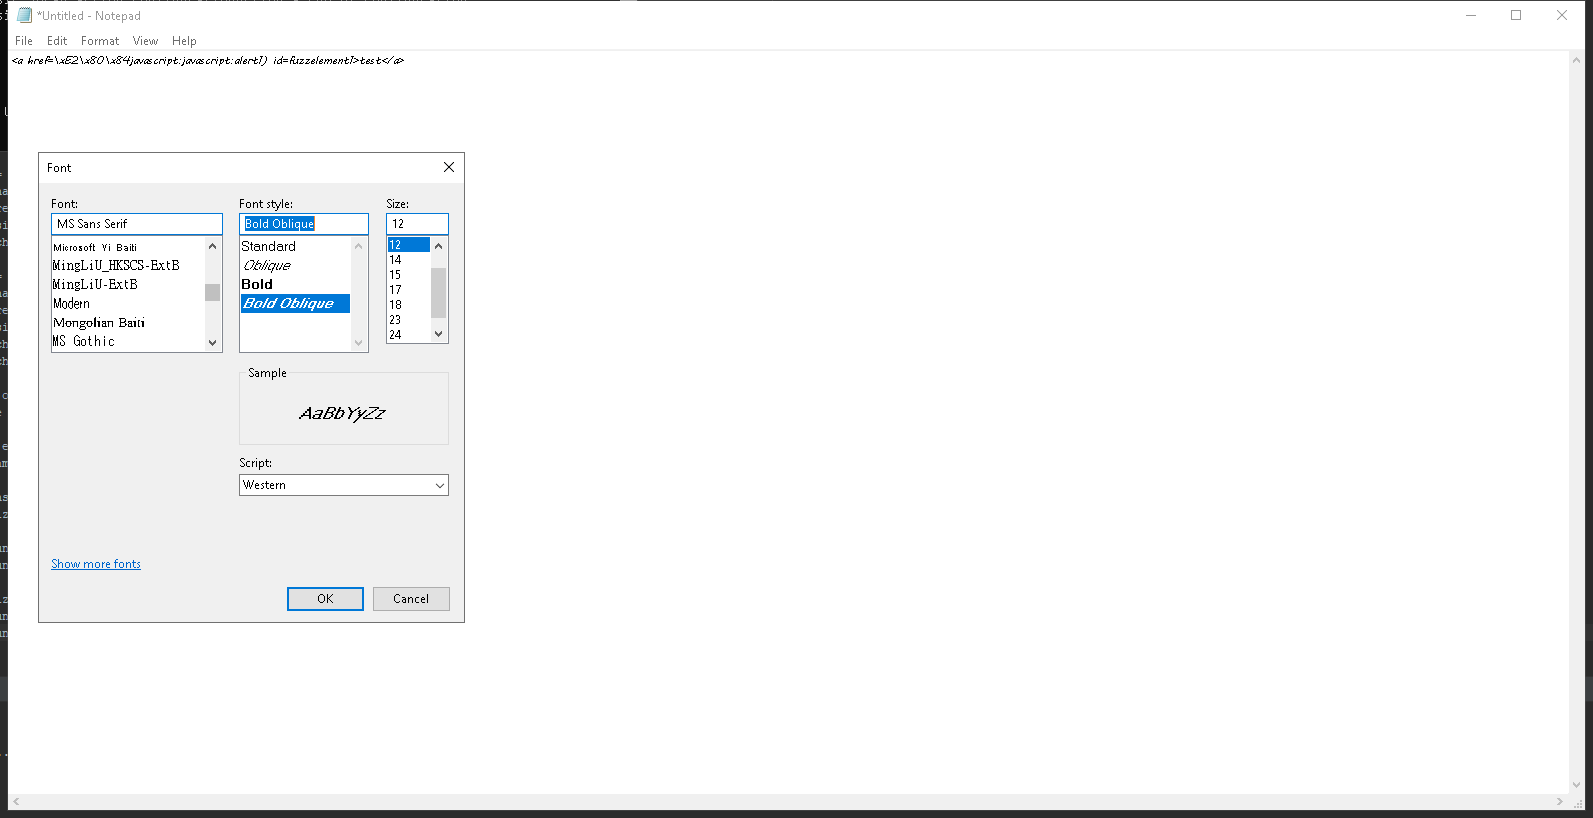 *Untitled - Notepad
File Edit Format View Help
<a href=\xE2\x80\x84javascript:javascript:alert1) id=fuzzelement1>test</a>
Font
Font: Font style: Size:
MS Sans Serif Bold Oblique 12
Microsoft Yi Baiti Standard 12
MingLiU_HKSCS-ExtB Oblique 14
MingLiU-ExtB Bold 15
Modern Bold Oblique 17
Mongolian Baiti 18
MS Gothic 23
24
Sample
AaBbYyZz
Script:
Western
Show more fonts
OK Cancel